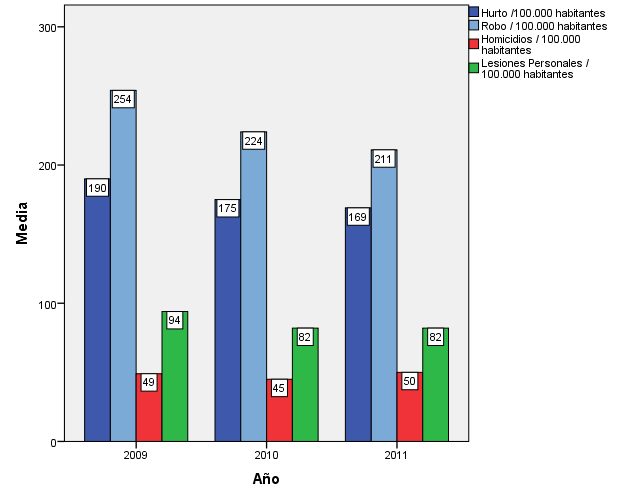 Hurto /100.000 habitantes
Robo / 100.000 habitantes
Homicidios / 100.000
habitantes
Lesiones Personales /
100.000 habitantes
300
200
100
0
Media
190
254
49
94
175
224
45
82
169
211
50
82
2009
2010
2011
Año